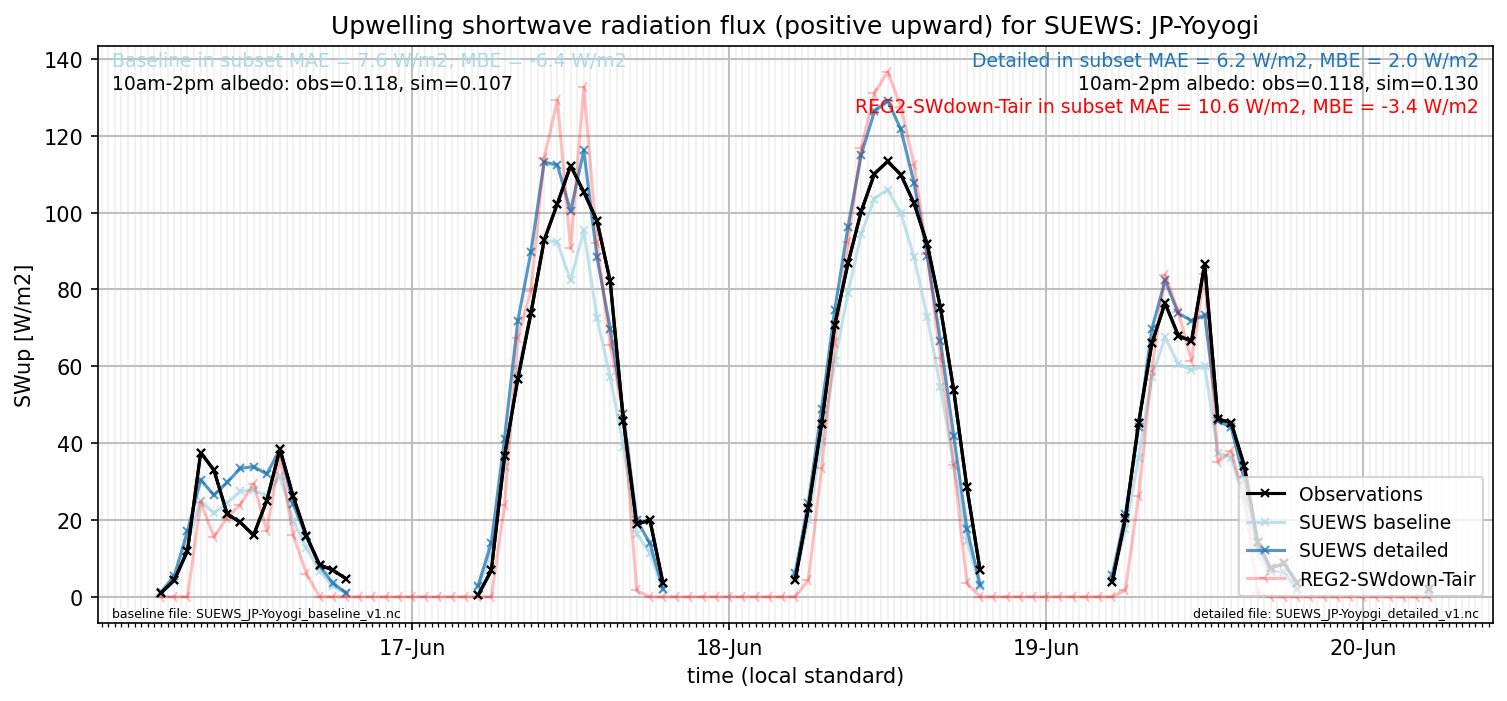 Upwelling shortwave radiation flux (positive upward) for SUEWS: JP-Yoyogi
Baseline in subset MAE = 7.6 W/m2, MBE = -6.4 W/m2
10am-2pm albedo: obs=0.118, sim=0.107
Detailed in subset MAE = 6.2 W/m2, MBE = 2.0 W/m2
10am-2pm albedo: obs=0.118, sim=0.130
REG2-SWdown-Tair in subset MAE = 10.6 W/m2, MBE = -3.4 W/m2
SWup [W/m2]
140
120
100
80
60
40
20
0
Observations
SUEWS baseline
SUEWS detailed
REG2-SWdown-Tair
baseline file: SUEWS_JP-Yoyogi_baseline_v1.nc
detailed file: SUEWS_JP-Yoyogi_detailed_v1.nc
17-Jun
18-Jun
19-Jun
20-Jun
time (local standard)